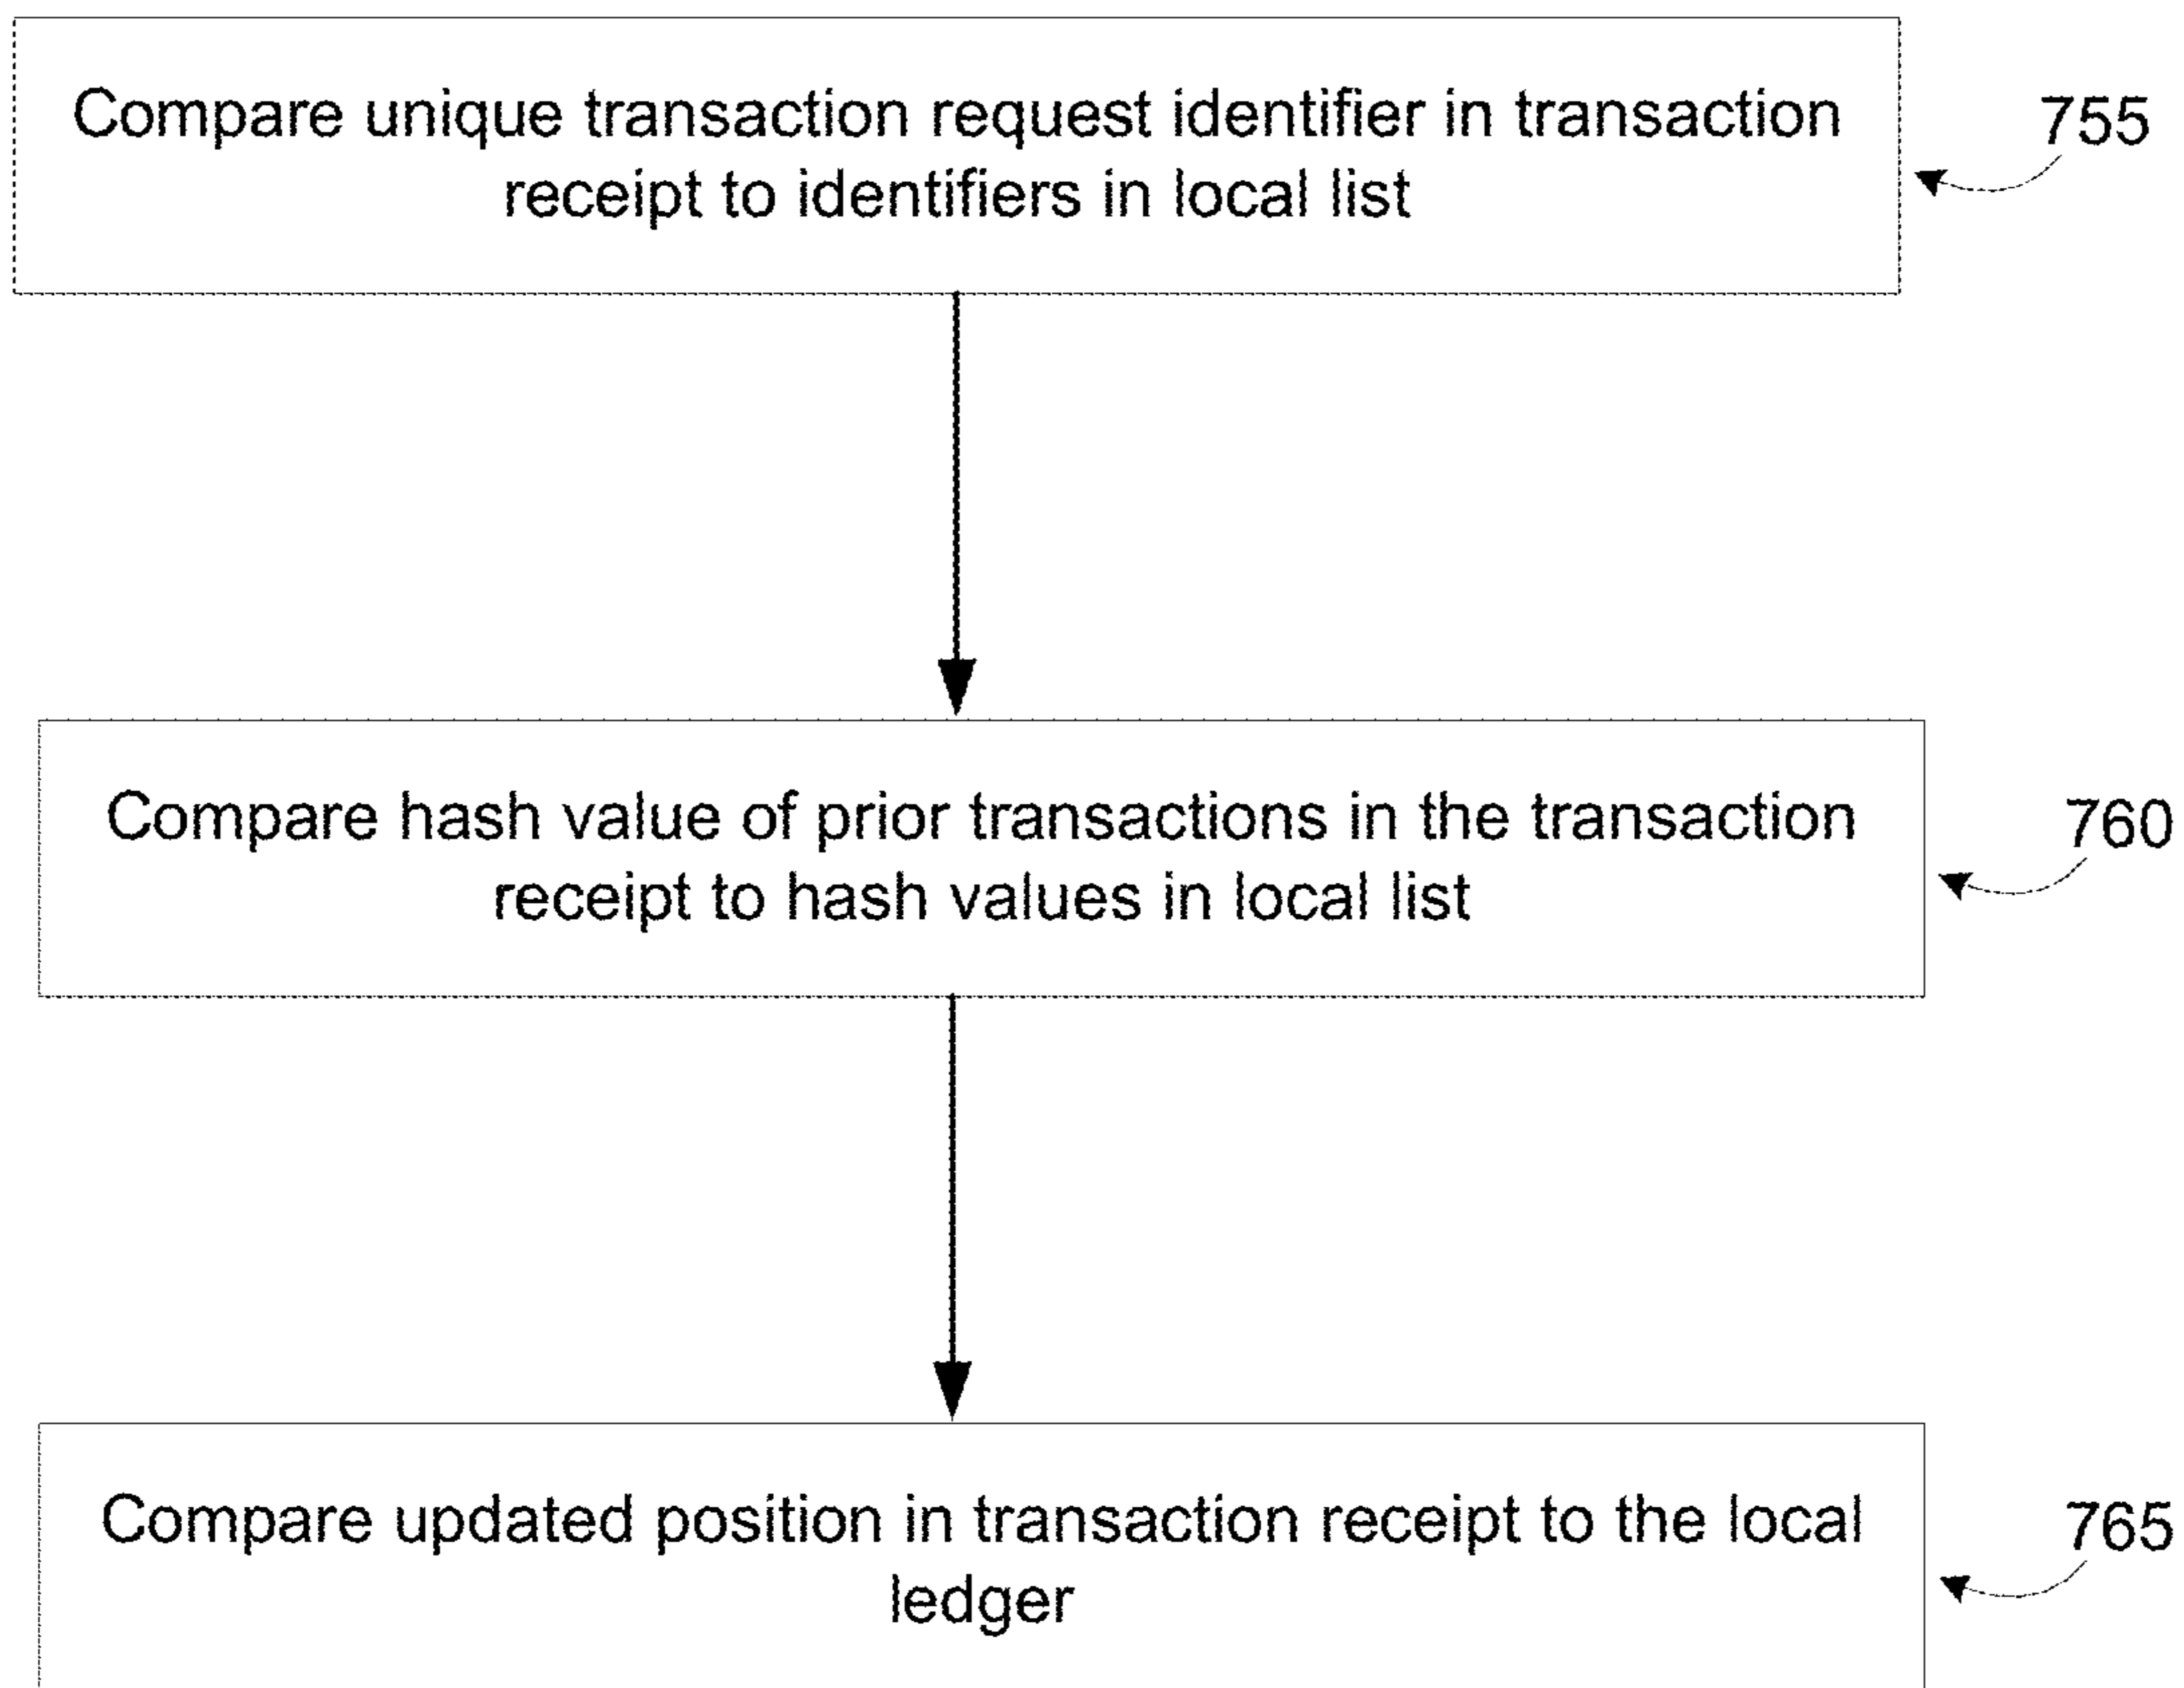 Compare unique transaction request identifier in transaction
receipt to identifiers in local list
755
Compare hash value of prior transactions in the transaction
receipt to hash values in local list
760
Compare updated position in transaction receipt to the local
ledger
765